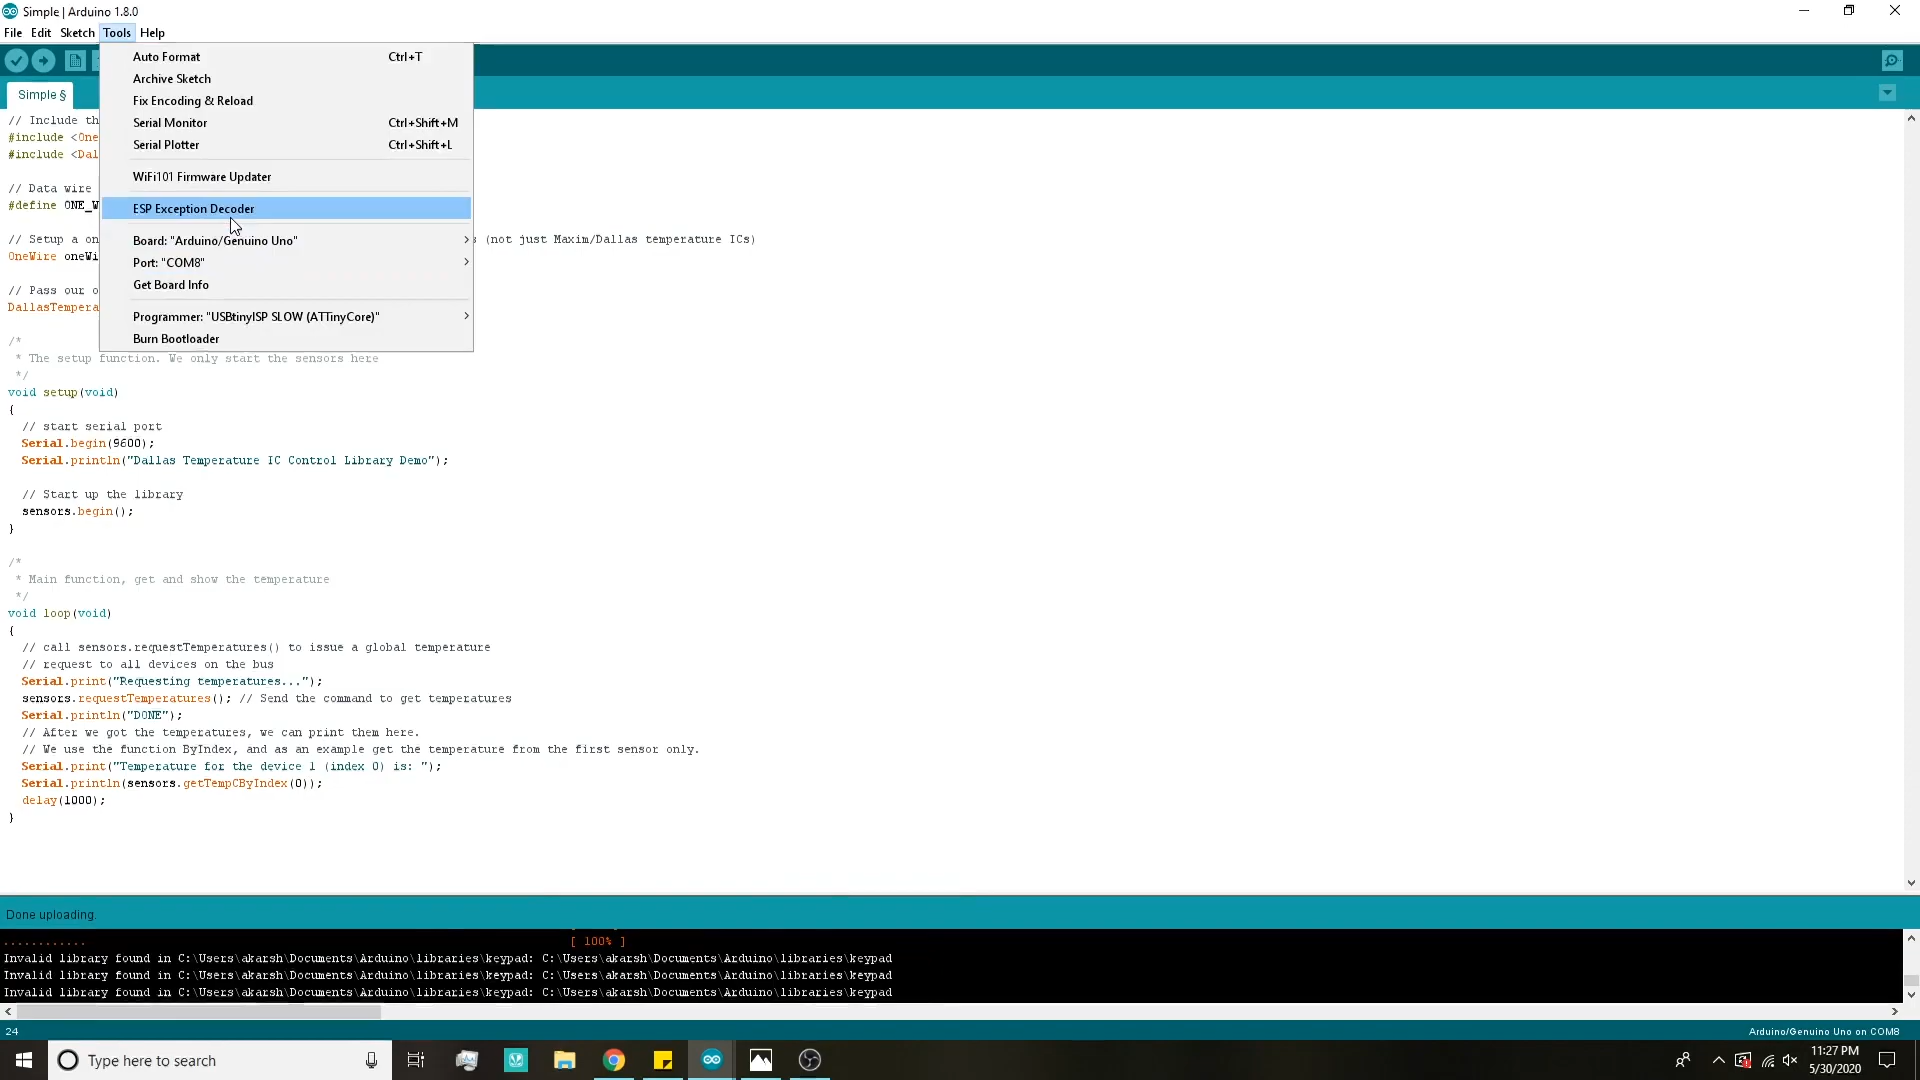 Simple | Arduino 1.8.0
File Edit Sketch Tools Help
Auto Format Ctrl+T
Archive Sketch
Fix Encoding & Reload
Serial Monitor Ctrl+Shift+M
Serial Plotter Ctrl+Shift+L
WiFi101 Firmware Updater
ESP Exception Decoder
Board: "Arduino/Genuino Uno"
Port: "COM8"
Get Board Info
Programmer: "USBtinyISP SLOW (ATTinyCore)"
Burn Bootloader
Simple §
// Include th
#include <One
#include <Dal
// Data wire
#define ONE_W
// Setup a on s (not just Maxim/Dallas temperature ICs)
OneWire oneWi
// Pass our o
DallasTempera
/*
* The setup function. We only start the sensors here
*/
void setup(void)
{
// start serial port
Serial.begin(9600);
Serial.println("Dallas Temperature IC Control Library Demo");
// Start up the library
sensors.begin();
}
/*
* Main function, get and show the temperature
*/
void loop(void)
{
// call sensors.requestTemperatures() to issue a global temperature
// request to all devices on the bus
Serial.print("Requesting temperatures...");
sensors.requestTemperatures(); // Send the command to get temperatures
Serial.println("DONE");
// After we got the temperatures, we can print them here.
// We use the function ByIndex, and as an example get the temperature from the first sensor only.
Serial.print("Temperature for the device 1 (index 0) is: ");
Serial.println(sensors.getTempCByIndex(0));
delay(1000);
}
Done uploading.
............ [ 100% ]
Invalid library found in C:\Users\akarsh\Documents\Arduino\libraries\keypad: C:\Users\akarsh\Documents\Arduino\libraries\keypad
Invalid library found in C:\Users\akarsh\Documents\Arduino\libraries\keypad: C:\Users\akarsh\Documents\Arduino\libraries\keypad
Invalid library found in C:\Users\akarsh\Documents\Arduino\libraries\keypad: C:\Users\akarsh\Documents\Arduino\libraries\keypad
24 Arduino/Genuino Uno on COM8
Type here to search
11:27 PM
5/30/2020